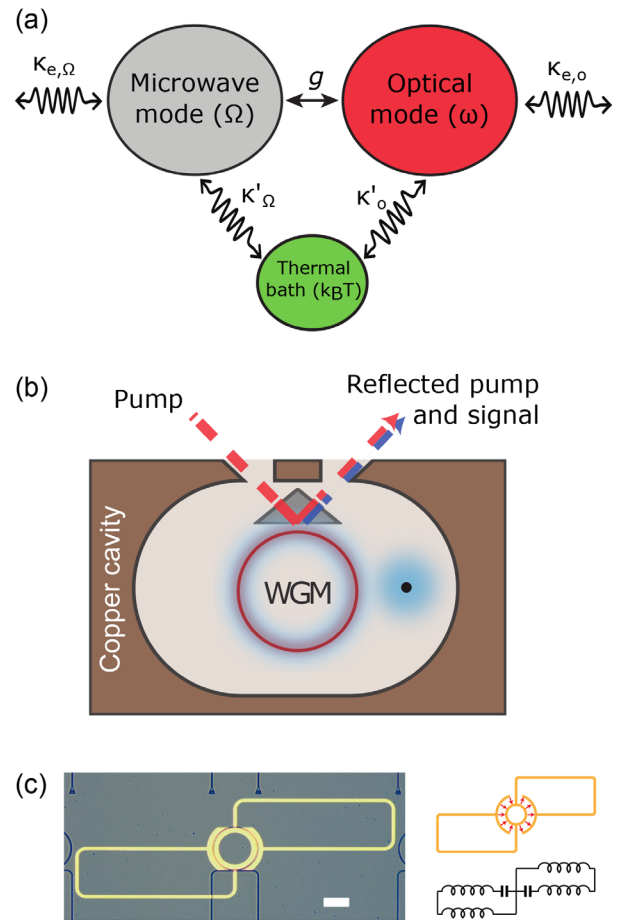 (a)
κe,Ω
Microwave
mode (Ω)
g
Optical
mode (ω)
κe,o
κ'Ω
κ'o
Thermal
bath (kBT)
(b)
Pump
Reflected pump
and signal
Copper cavity
WGM
(c)